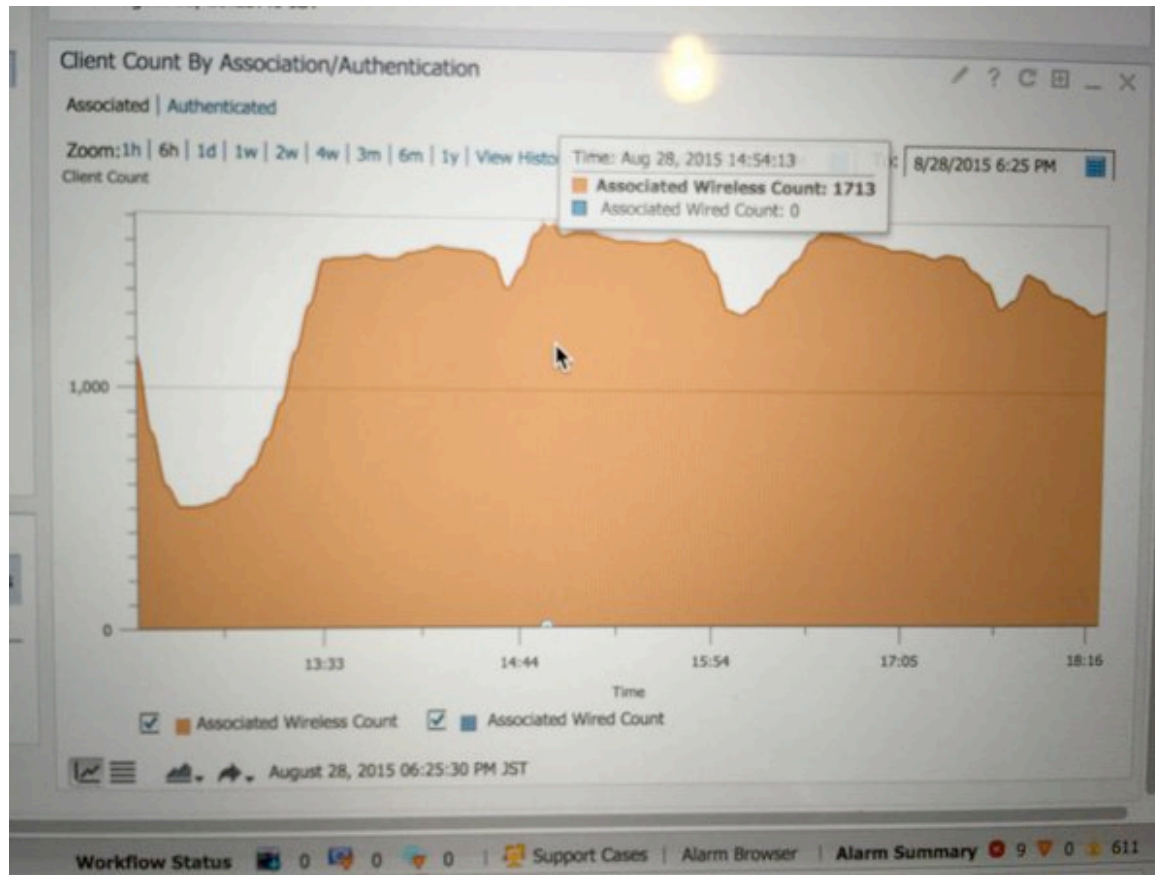 Client Count By Association/Authentication
Associated | Authenticated
Zoom:1h | 6h | 1d | 1w | 2w | 4w | 3m | 6m | 1y | View Histo
8/28/2015 6:25 PM
Time: Aug 28, 2015 14:54:13
Associated Wireless Count: 1713
Associated Wired Count: 0
Client Count
1,000
0
13:33 14:44 15:54 17:05 18:16
Time
Associated Wireless Count Associated Wired Count
August 28, 2015 06:25:30 PM JST
Workflow Status 0 0 0 | Support Cases | Alarm Browser | Alarm Summary 9 0 611